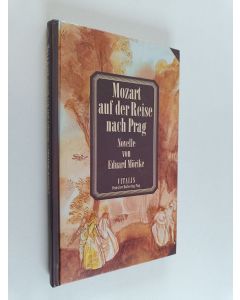 Mozart
auf der Reise
nach Prag
Novelle
von
Eduard Mörike
VITALIS